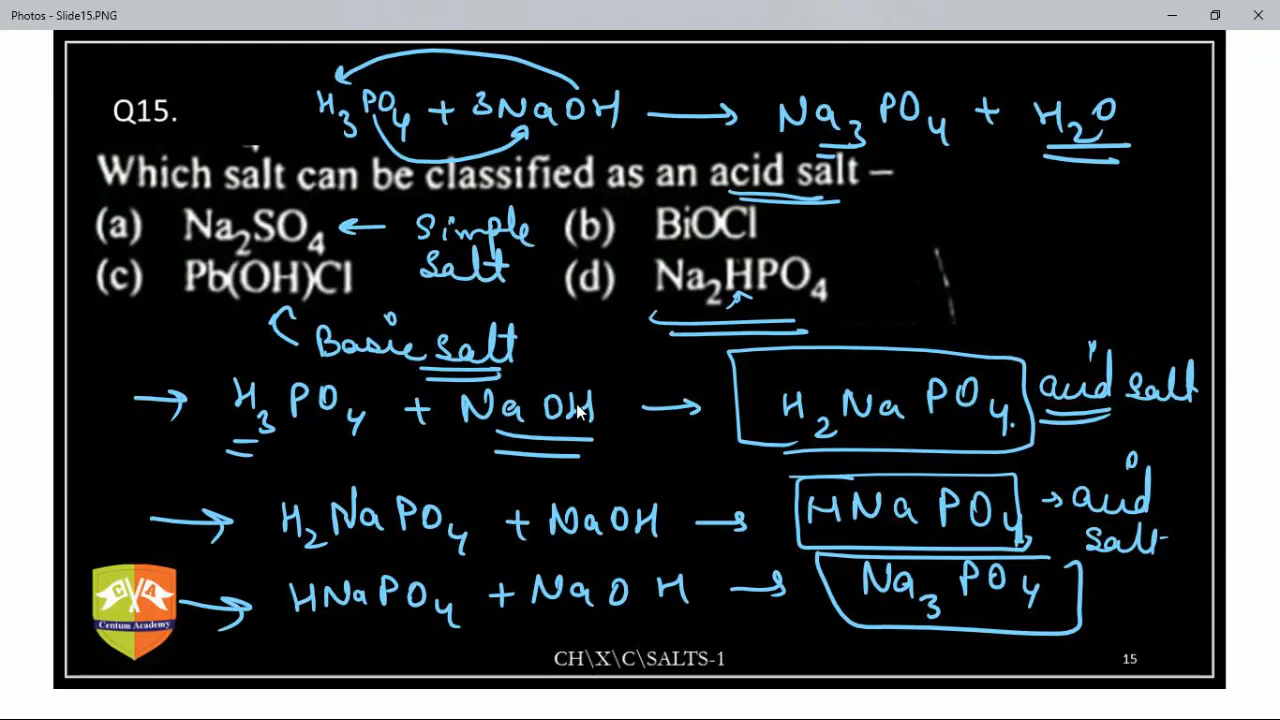 Photos - Slide15.PNG
Q15.
H₃PO₄ + 3NaOH → Na₃PO₄ + H₂O
Which salt can be classified as an acid salt –
(a) Na₂SO₄ ← Simple Salt (b) BiOCl
(c) Pb(OH)Cl (d) Na₂HPO₄
Basic Salt
→ H₃PO₄ + NaOH → H₂NaPO₄. acid salt
→ H₂NaPO₄ + NaOH → HNaPO₄ → acid salt
→ HNaPO₄ + NaOH → Na₃PO₄
Centum Academy
CH\X\C\SALTS-1
15